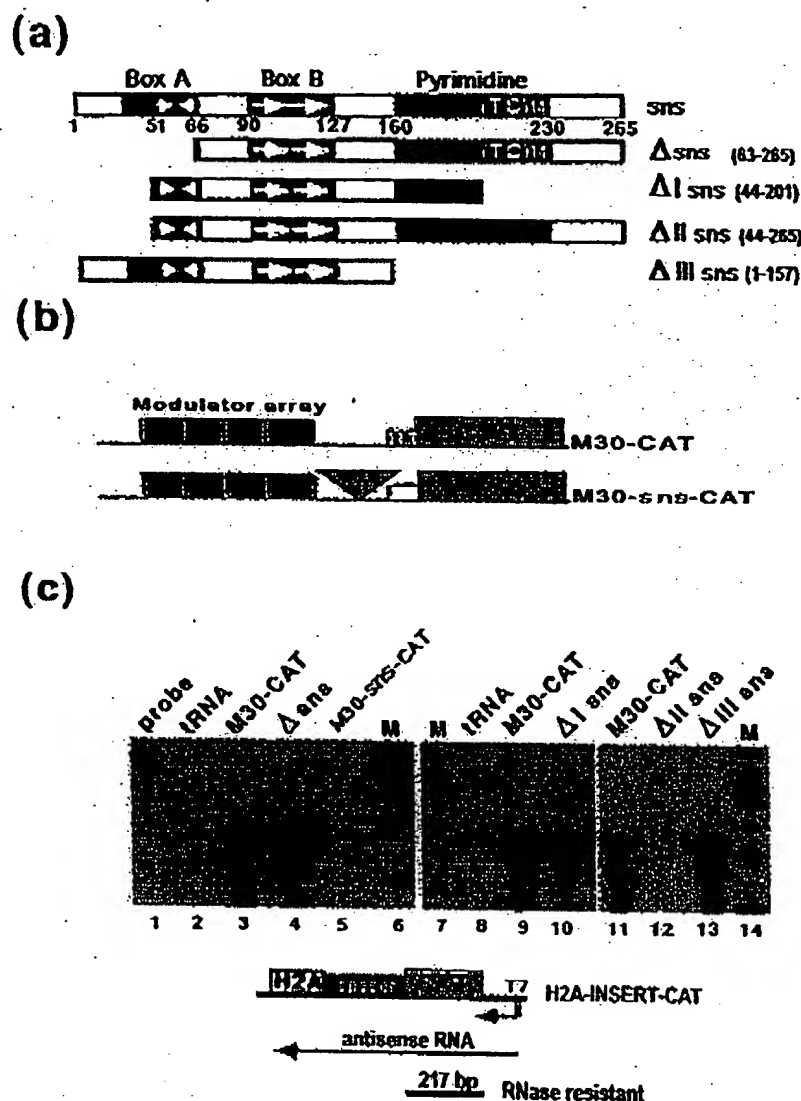 (a)
Box A Box B Pyrimidine
sns
1 51 66 90 127 160 230 265
Δsns (63-265)
ΔI sns (44-201)
ΔII sns (44-265)
ΔIII sns (1-157)
(b)
Modulator array
M30-CAT
M30-sns-CAT
(c)
probe tRNA M30-CAT Δ sns M30-sns-CAT M M tRNA M30-CAT ΔI sns M30-CAT ΔII sns ΔIII sns M
1 2 3 4 5 6 7 8 9 10 11 12 13 14
H2A T7 H2A-INSERT-CAT
antisense RNA
217 bp RNase resistant